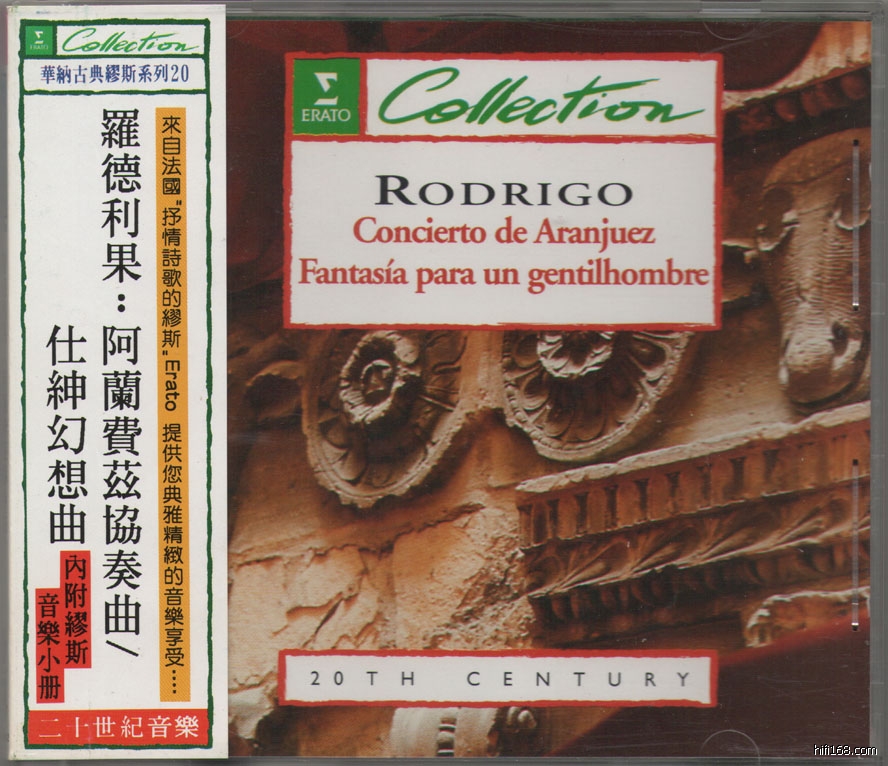 Σ
ERATO
Collection
華納古典繆斯系列20
來自法國"抒情詩歌的繆斯"Erato 提供您典雅精緻的音樂享受....
羅德利果：阿蘭費茲協奏曲/
仕紳幻想曲
內附繆斯
音樂小册
二十世紀音樂
Σ
ERATO
Collection
RODRIGO
Concierto de Aranjuez
Fantasía para un gentilhombre
20TH CENTURY
hifi168.com